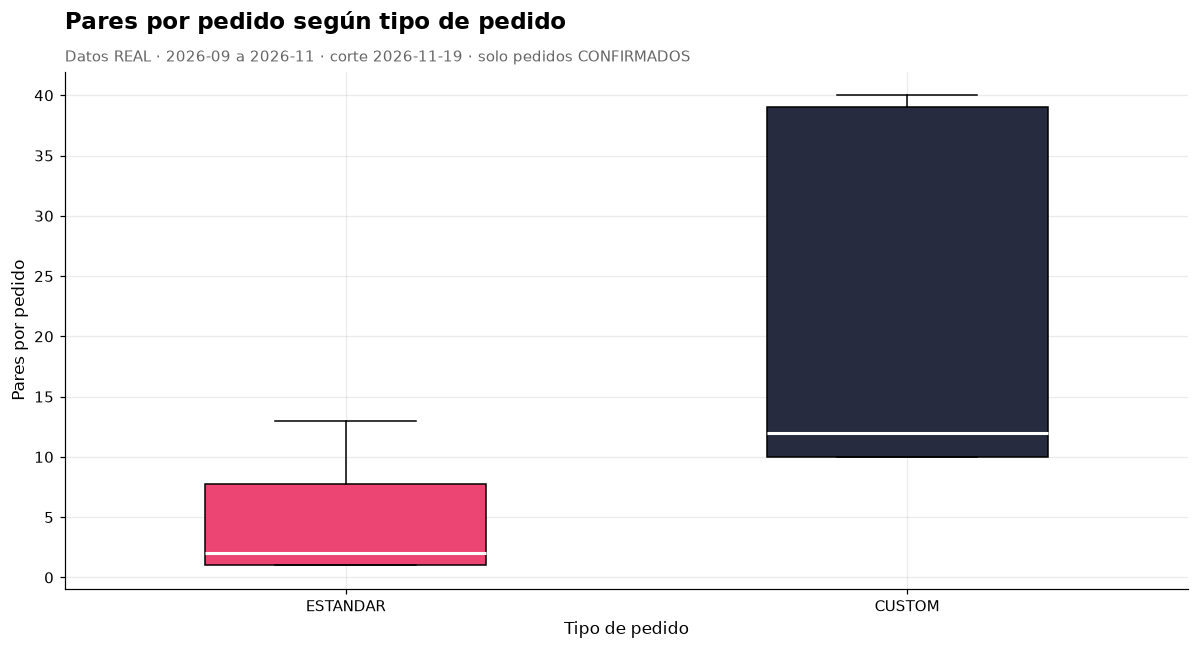 Pares por pedido según tipo de pedido
Datos REAL · 2026-09 a 2026-11 · corte 2026-11-19 · solo pedidos CONFIRMADOS
Pares por pedido
40
35
30
25
20
15
10
5
0
ESTANDAR
CUSTOM
Tipo de pedido